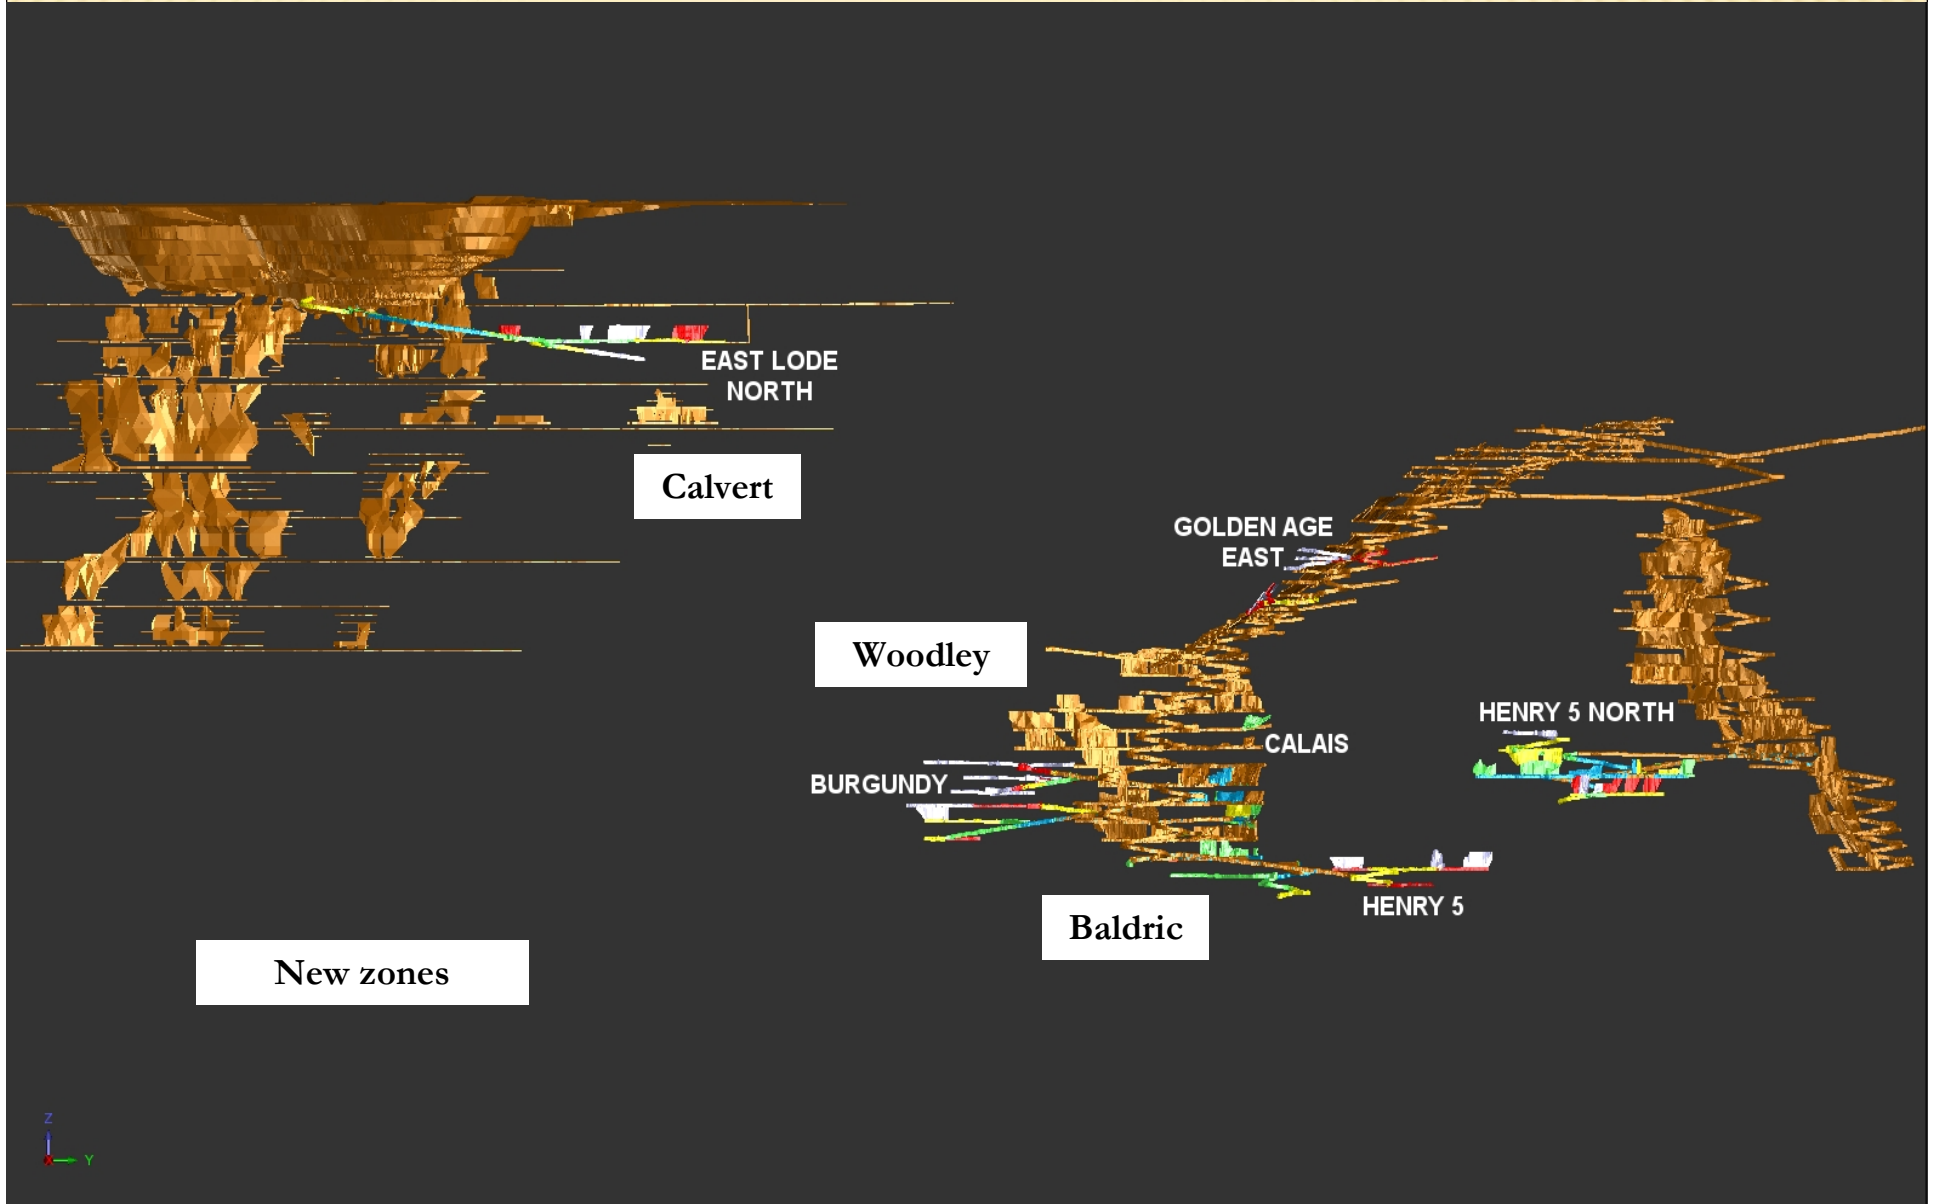 EAST LODE
NORTH
Calvert
GOLDEN AGE
EAST
Woodley
HENRY 5 NORTH
CALAIS
BURGUNDY
HENRY 5
Baldric
New zones
Z
Y